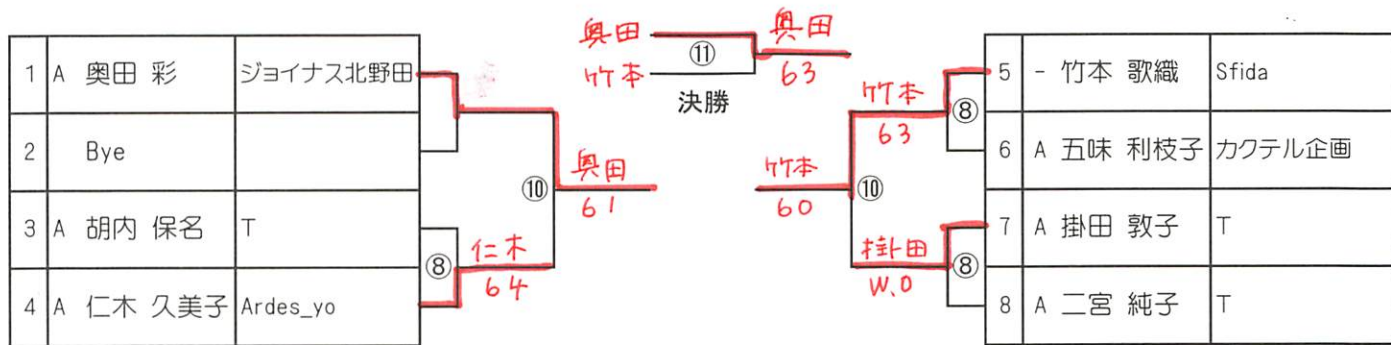 奥田 ⑪ 奥田
竹本 63
決勝
1 A 奥田 彩 ジョイナス北野田
2 Bye
3 A 胡内 保名 T
4 A 仁木 久美子 Ardes_yo
⑧
仁木
64
⑩
奥田
61
竹本
60
⑩
竹本
63
掛田
W.O
⑧
⑧
5 - 竹本 歌織 Sfida
6 A 五味 利枝子 カクテル企画
7 A 掛田 敦子 T
8 A 二宮 純子 T